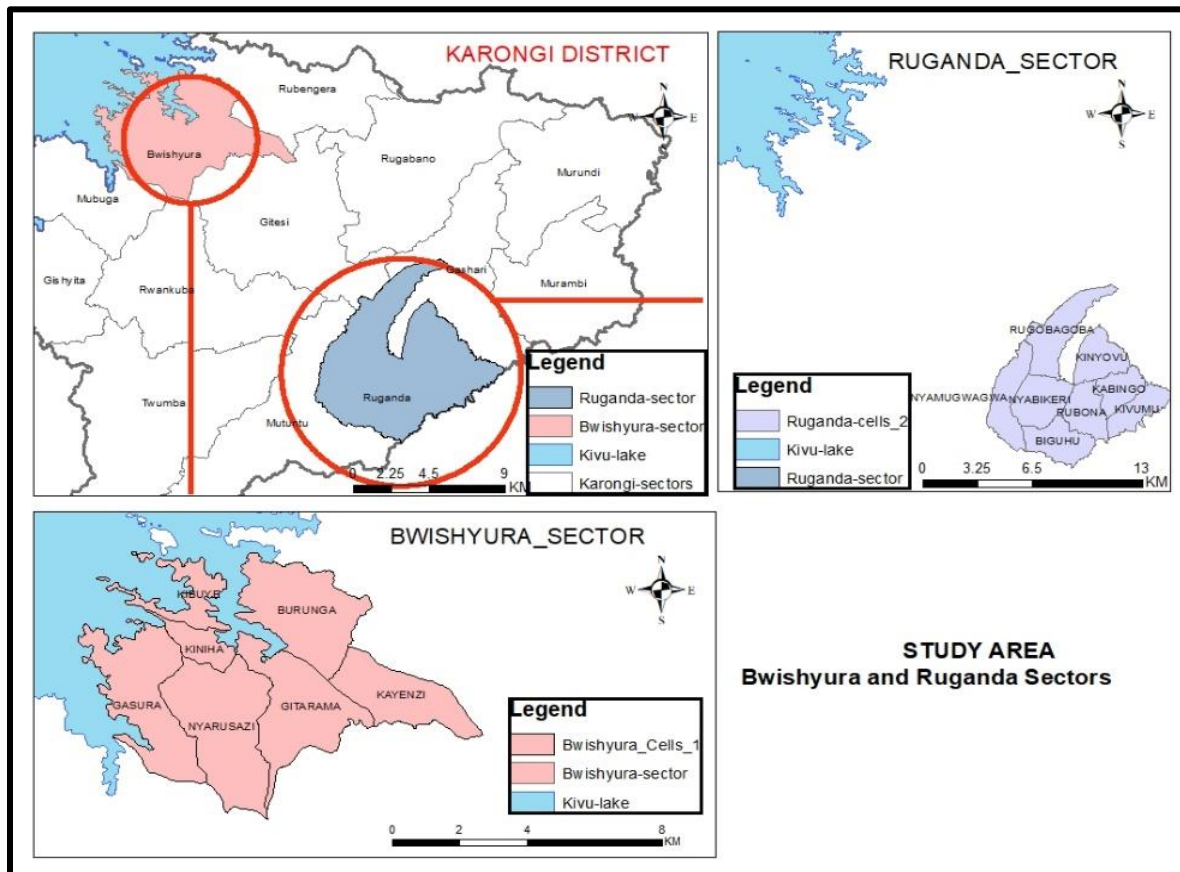 KARONGI DISTRICT
N
W E
S
Rubengera
Bwishyura
Rugabano
Murundi
Mubuga
Gitesi
Gashari
Gishyita
Rwankuba
Murambi
Twumba
Ruganda
Mutuntu
Legend
Ruganda-sector
Bwishyura-sector
Kivu-lake
Karongi-sectors
0 2.25 4.5 9
KM
RUGANDA_SECTOR
N
W E
S
RUGOBAGOBA
KINYOVU
KABINGO
NYAMUGWAGWA
NYABIKERI
RUBONA
KIVUMU
BIGUHU
Legend
Ruganda-cells_2
Kivu-lake
Ruganda-sector
0 3.25 6.5 13
KM
BWISHYURA_SECTOR
N
W E
S
KIBUYE
BURUNGA
KINIHA
KAYENZI
GASURA
GITARAMA
NYARUSAZI
Legend
Bwishyura_Cells_1
Bwishyura-sector
Kivu-lake
0 2 4 8
KM
STUDY AREA
Bwishyura and Ruganda Sectors